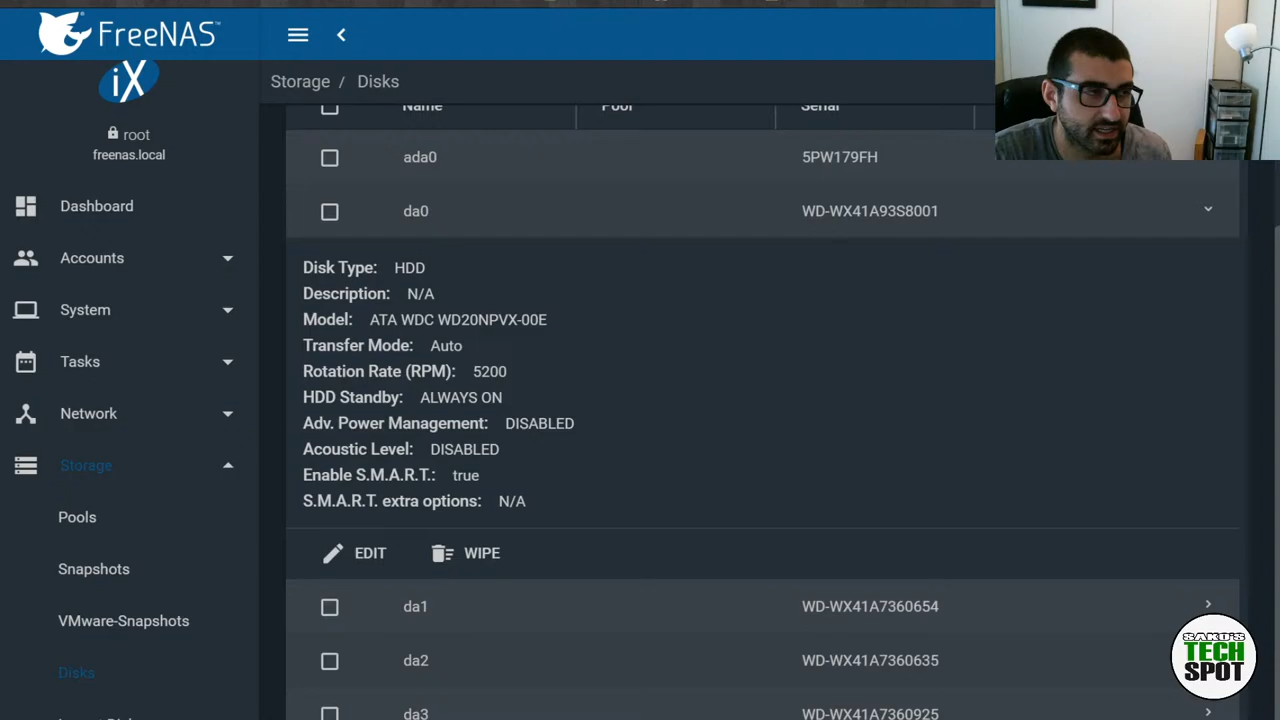 FreeNAS™
Storage / Disks
iX
root
freenas.local
Name Pool Serial
ada0 5PW179FH
da0 WD-WX41A93S8001
Disk Type: HDD
Description: N/A
Model: ATA WDC WD20NPVX-00E
Transfer Mode: Auto
Rotation Rate (RPM): 5200
HDD Standby: ALWAYS ON
Adv. Power Management: DISABLED
Acoustic Level: DISABLED
Enable S.M.A.R.T.: true
S.M.A.R.T. extra options: N/A
EDIT WIPE
da1 WD-WX41A7360654
da2 WD-WX41A7360635
da3 WD-WX41A7360925
Dashboard
Accounts
System
Tasks
Network
Storage
Pools
Snapshots
VMware-Snapshots
Disks
SAKO'S
TECH
SPOT